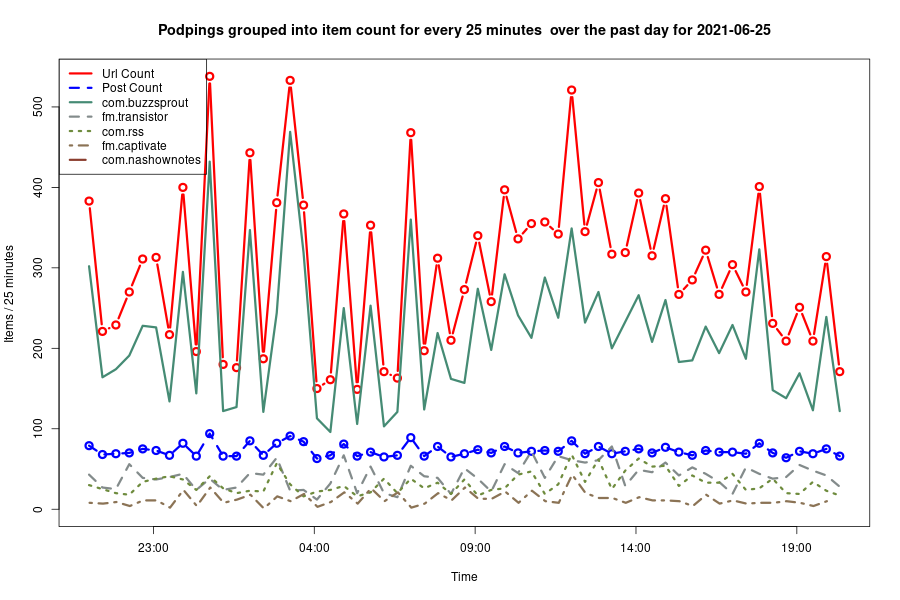 Podpings grouped into item count for every 25 minutes  over the past day for 2021-06-25
Url Count
Post Count
com.buzzsprout
fm.transistor
com.rss
fm.captivate
com.nashownotes
Items / 25 minutes
500
400
300
200
100
0
23:00
04:00
09:00
14:00
19:00
Time